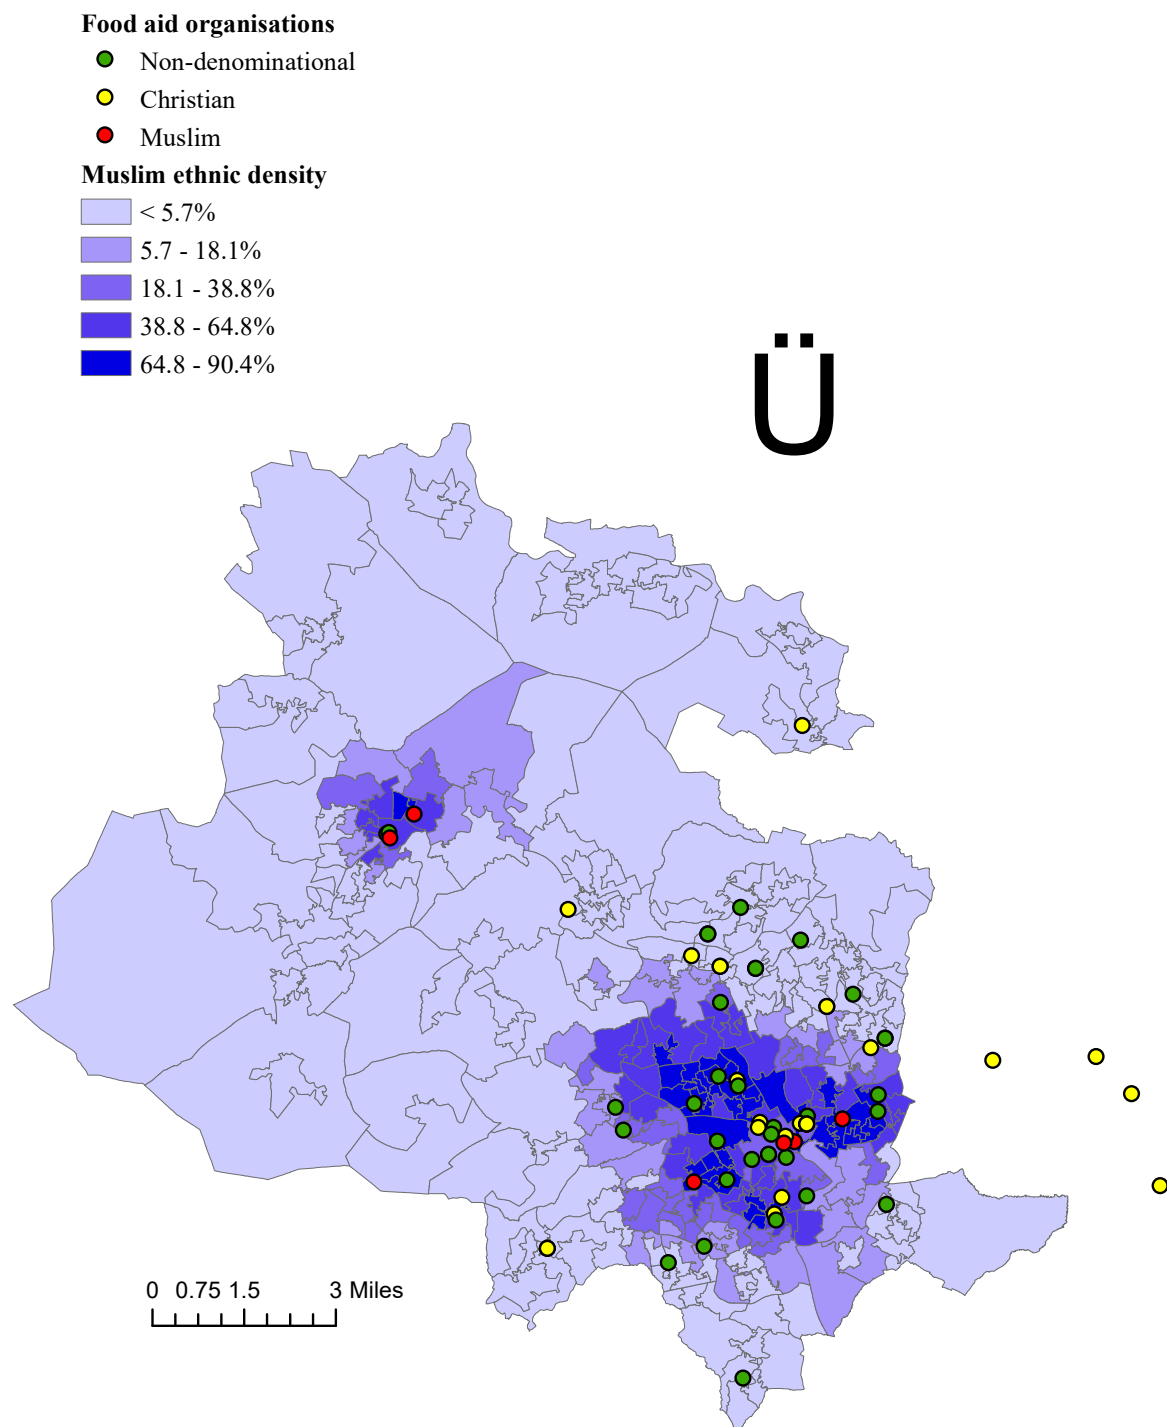 Food aid organisations
Non-denominational
Christian
Muslim
Muslim ethnic density
< 5.7%
5.7 - 18.1%
18.1 - 38.8%
38.8 - 64.8%
64.8 - 90.4%
Ü
0 0.75 1.5 3 Miles